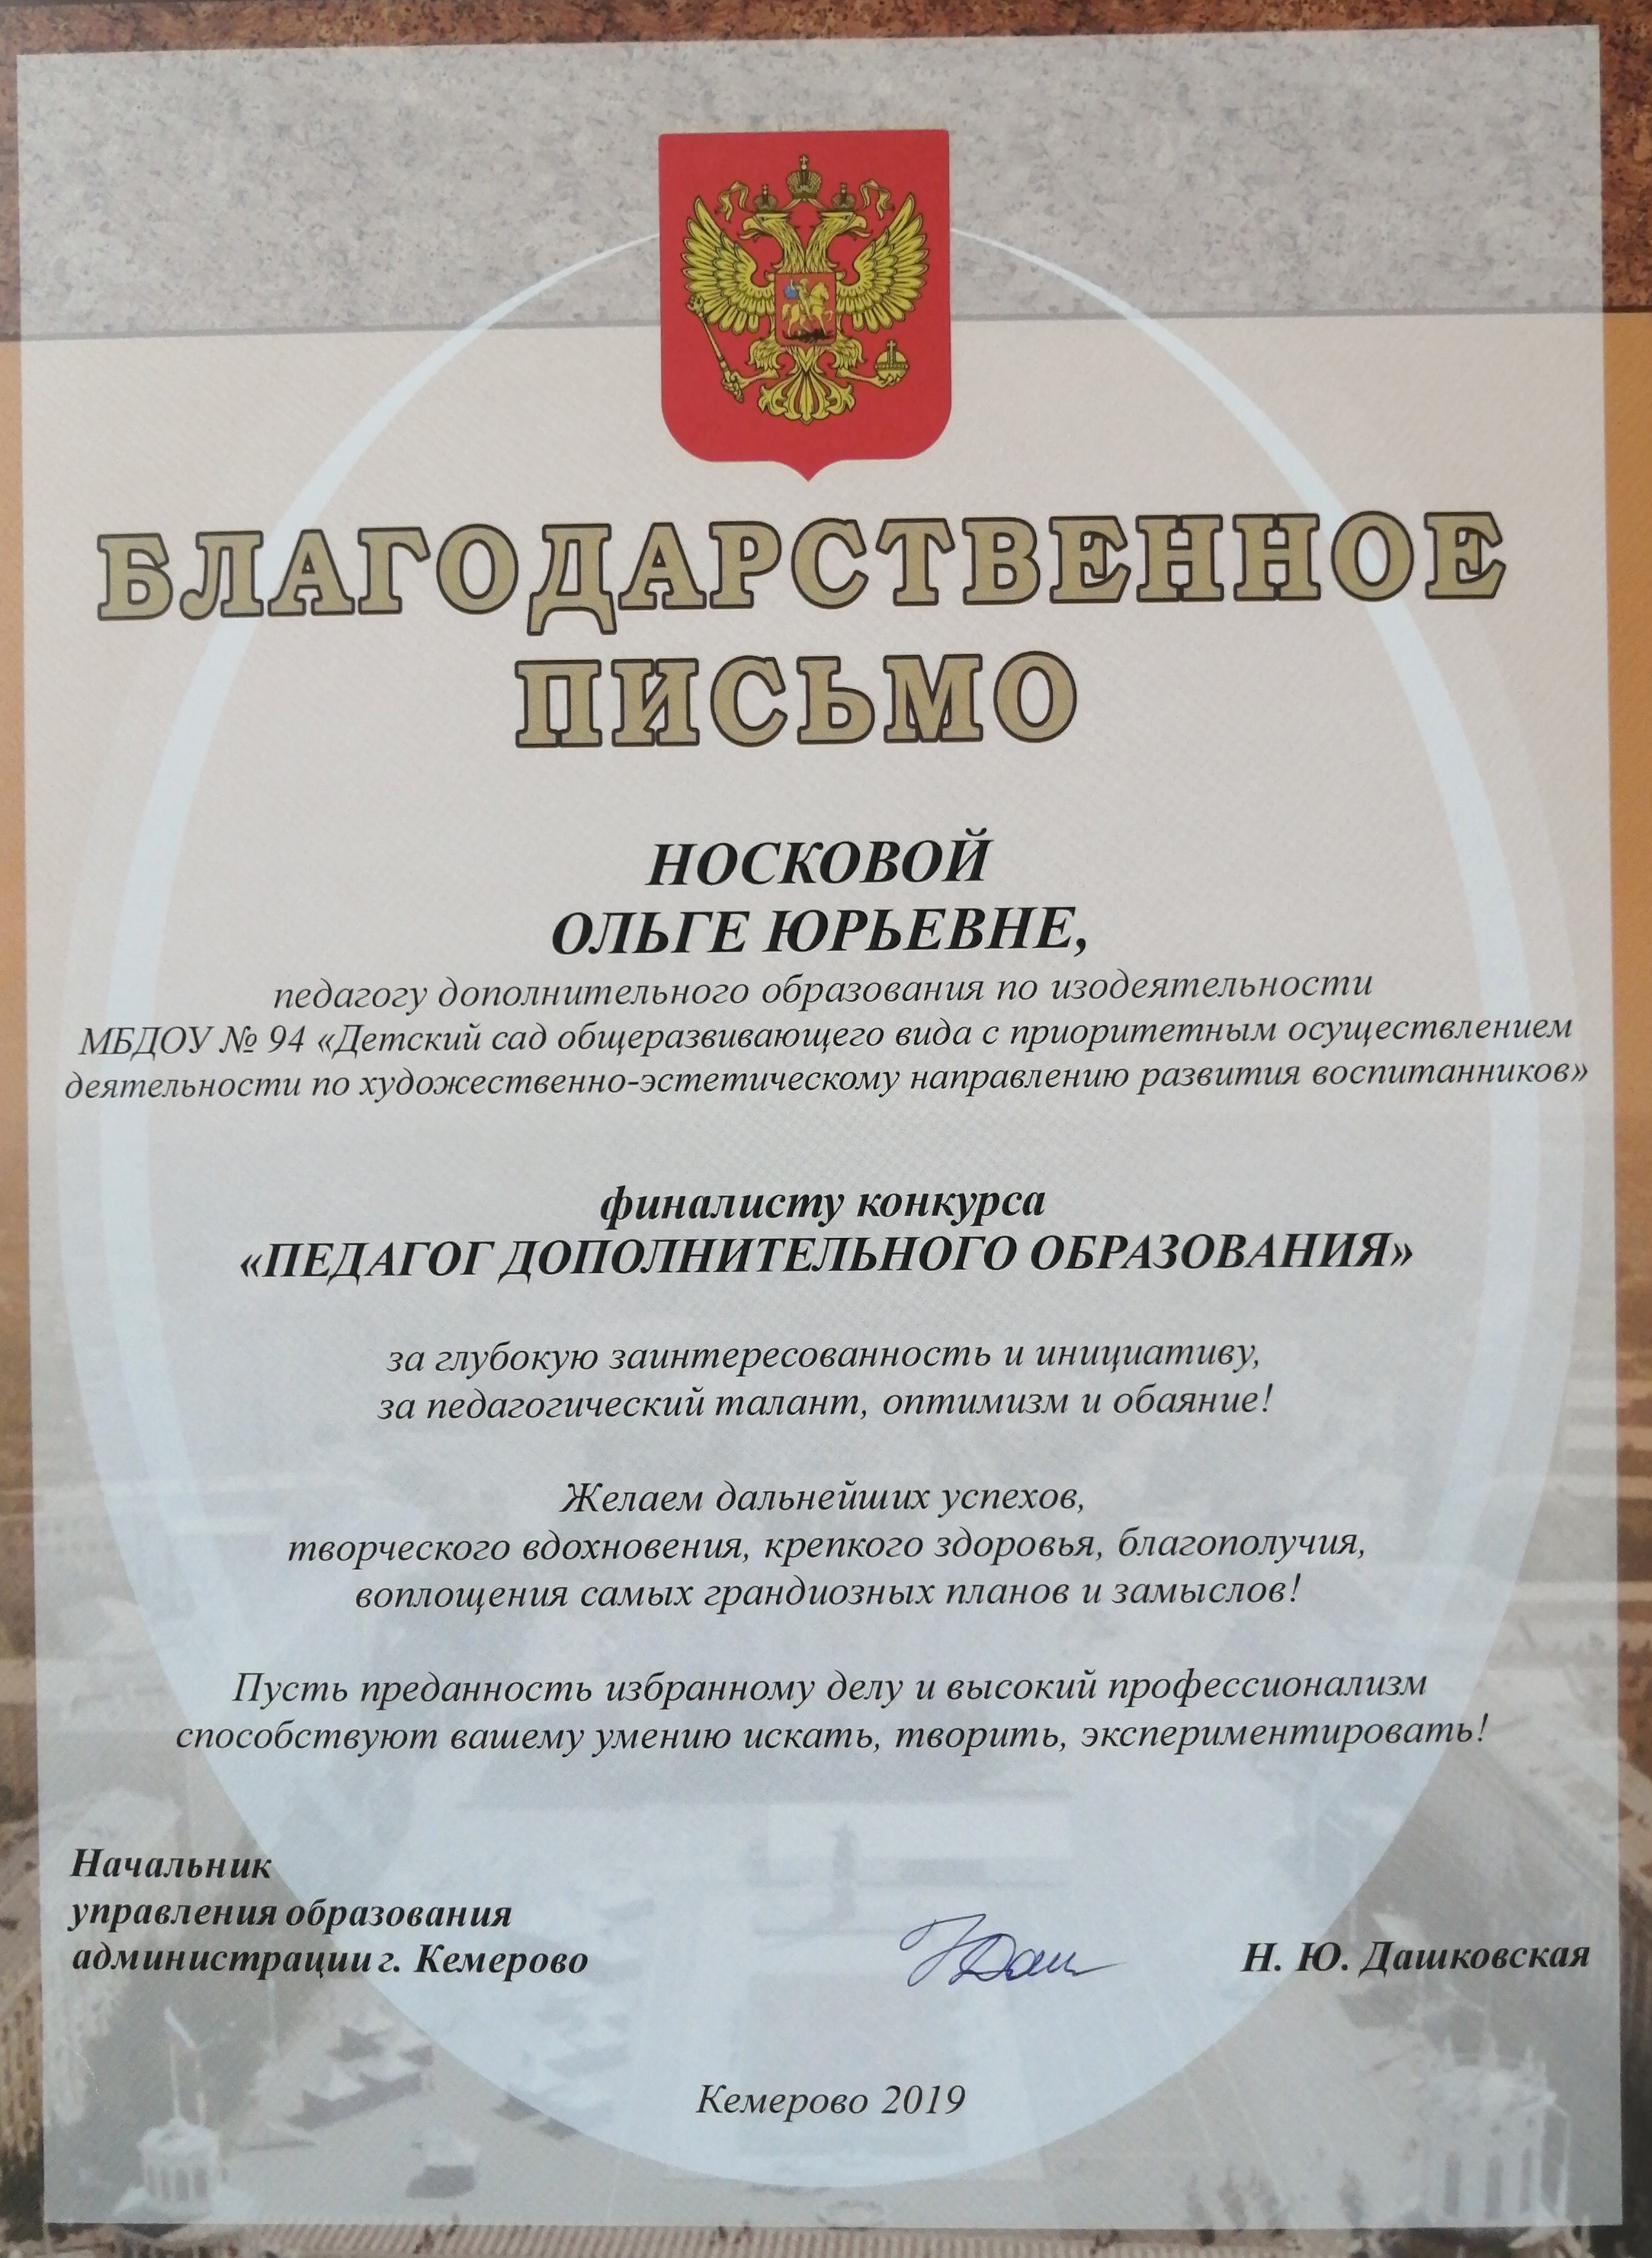 БЛАГОДАРСТВЕННОЕ
ПИСЬМО
НОСКОВОЙ
ОЛЬГЕ ЮРЬЕВНЕ,
педагогу дополнительного образования по изодеятельности
МБДОУ № 94 «Детский сад общеразвивающего вида с приоритетным осуществлением
деятельности по художественно-эстетическому направлению развития воспитанников»
финалисту конкурса
«ПЕДАГОГ ДОПОЛНИТЕЛЬНОГО ОБРАЗОВАНИЯ»
за глубокую заинтересованность и инициативу,
за педагогический талант, оптимизм и обаяние!
Желаем дальнейших успехов,
творческого вдохновения, крепкого здоровья, благополучия,
воплощения самых грандиозных планов и замыслов!
Пусть преданность избранному делу и высокий профессионализм
способствуют вашему умению искать, творить, экспериментировать!
Начальник
управления образования
администрации г. Кемерово
Н. Ю. Дашковская
Кемерово 2019